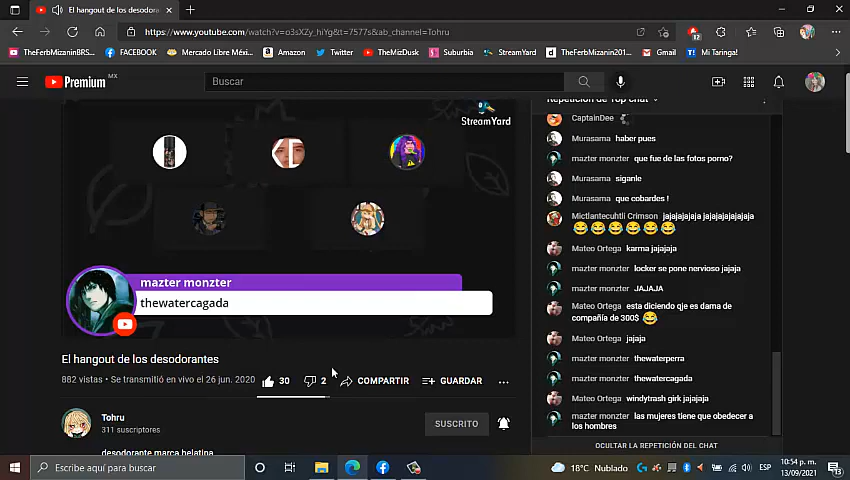 El hangout de los desodora
https://www.youtube.com/watch?v=o3sXZy_hiYg&t=7577s&ab_channel=Tohru
TheFerbMizaninBRS...
FACEBOOK
Mercado Libre Méxi...
Amazon
Twitter
TheMizDusk
Suburbia
StreamYard
TheFerbMizanin201...
Gmail
Mi Taringa!
Premium MX
Buscar
StreamYard
mazter monzter
thewatercagada
El hangout de los desodorantes
882 vistas • Se transmitió en vivo el 26 jun. 2020
30
2
COMPARTIR
GUARDAR
Tohru
311 suscriptores
SUSCRITO
desodorante marca helatina
Repetición de Top chat
CaptainDee
Murasama haber pues
mazter monzter que fue de las fotos porno?
Murasama siganle
Murasama que cobardes !
Mictlantecuhtli Crimson jajajajajaja jajajajajajaja
😂😂😂😂😂😂
Mateo Ortega karma jajajaja
mazter monzter locker se pone nervioso jajaja
mazter monzter JAJAJA
Mateo Ortega esta diciendo qje es dama de
compañía de 300$ 😂
Mateo Ortega jajaja
mazter monzter thewaterperra
mazter monzter thewatercagada
Mateo Ortega windytrash girk jajajaja
mazter monzter las mujeres tiene que obedecer a
los hombres
OCULTAR LA REPETICIÓN DEL CHAT
Escribe aquí para buscar
18°C Nublado
ESP
10:54 p. m.
13/09/2021